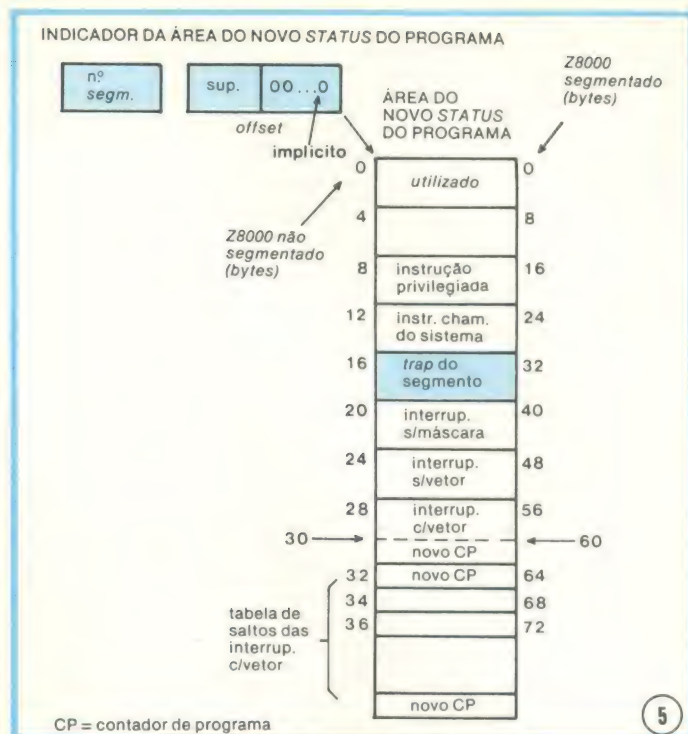 INDICADOR DA ÁREA DO NOVO STATUS DO PROGRAMA
n.º
segm.
sup.
00...0
offset
implícito
ÁREA DO
NOVO STATUS
DO PROGRAMA
Z8000
segmentado
(bytes)
Z8000 não
segmentado
(bytes)
0
utilizado
0
4
8
8
instrução
privilegiada
16
12
instr. cham.
do sistema
24
16
trap do
segmento
32
20
interrup.
s/máscara
40
24
interrup.
s/vetor
48
28
interrup.
c/vetor
56
30
60
novo CP
32
novo CP
64
34
68
36
72
tabela de
saltos das
interrup.
c/vetor
novo CP
CP = contador de programa
5